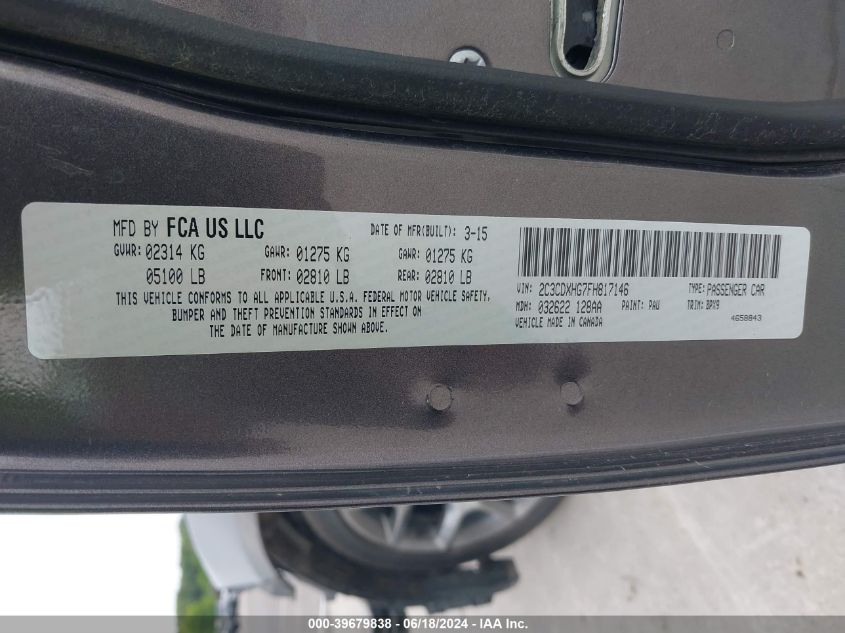 MFD BY FCA US LLC DATE OF MFR(BUILT): 3-15
GVWR: 02314 KG GAWR: 01275 KG GAWR: 01275 KG
05100 LB FRONT: 02810 LB REAR: 02810 LB
THIS VEHICLE CONFORMS TO ALL APPLICABLE U.S.A. FEDERAL MOTOR VEHICLE SAFETY,
BUMPER AND THEFT PREVENTION STANDARDS IN EFFECT ON
THE DATE OF MANUFACTURE SHOWN ABOVE.
VIN: 2C3CDXHG7FH817146 TYPE: PASSENGER CAR
MDH: 032622 128AA PAINT: PAU TRIM: BPX9
VEHICLE MADE IN CANADA 4658843
000-39679838 - 06/18/2024 - IAA Inc.